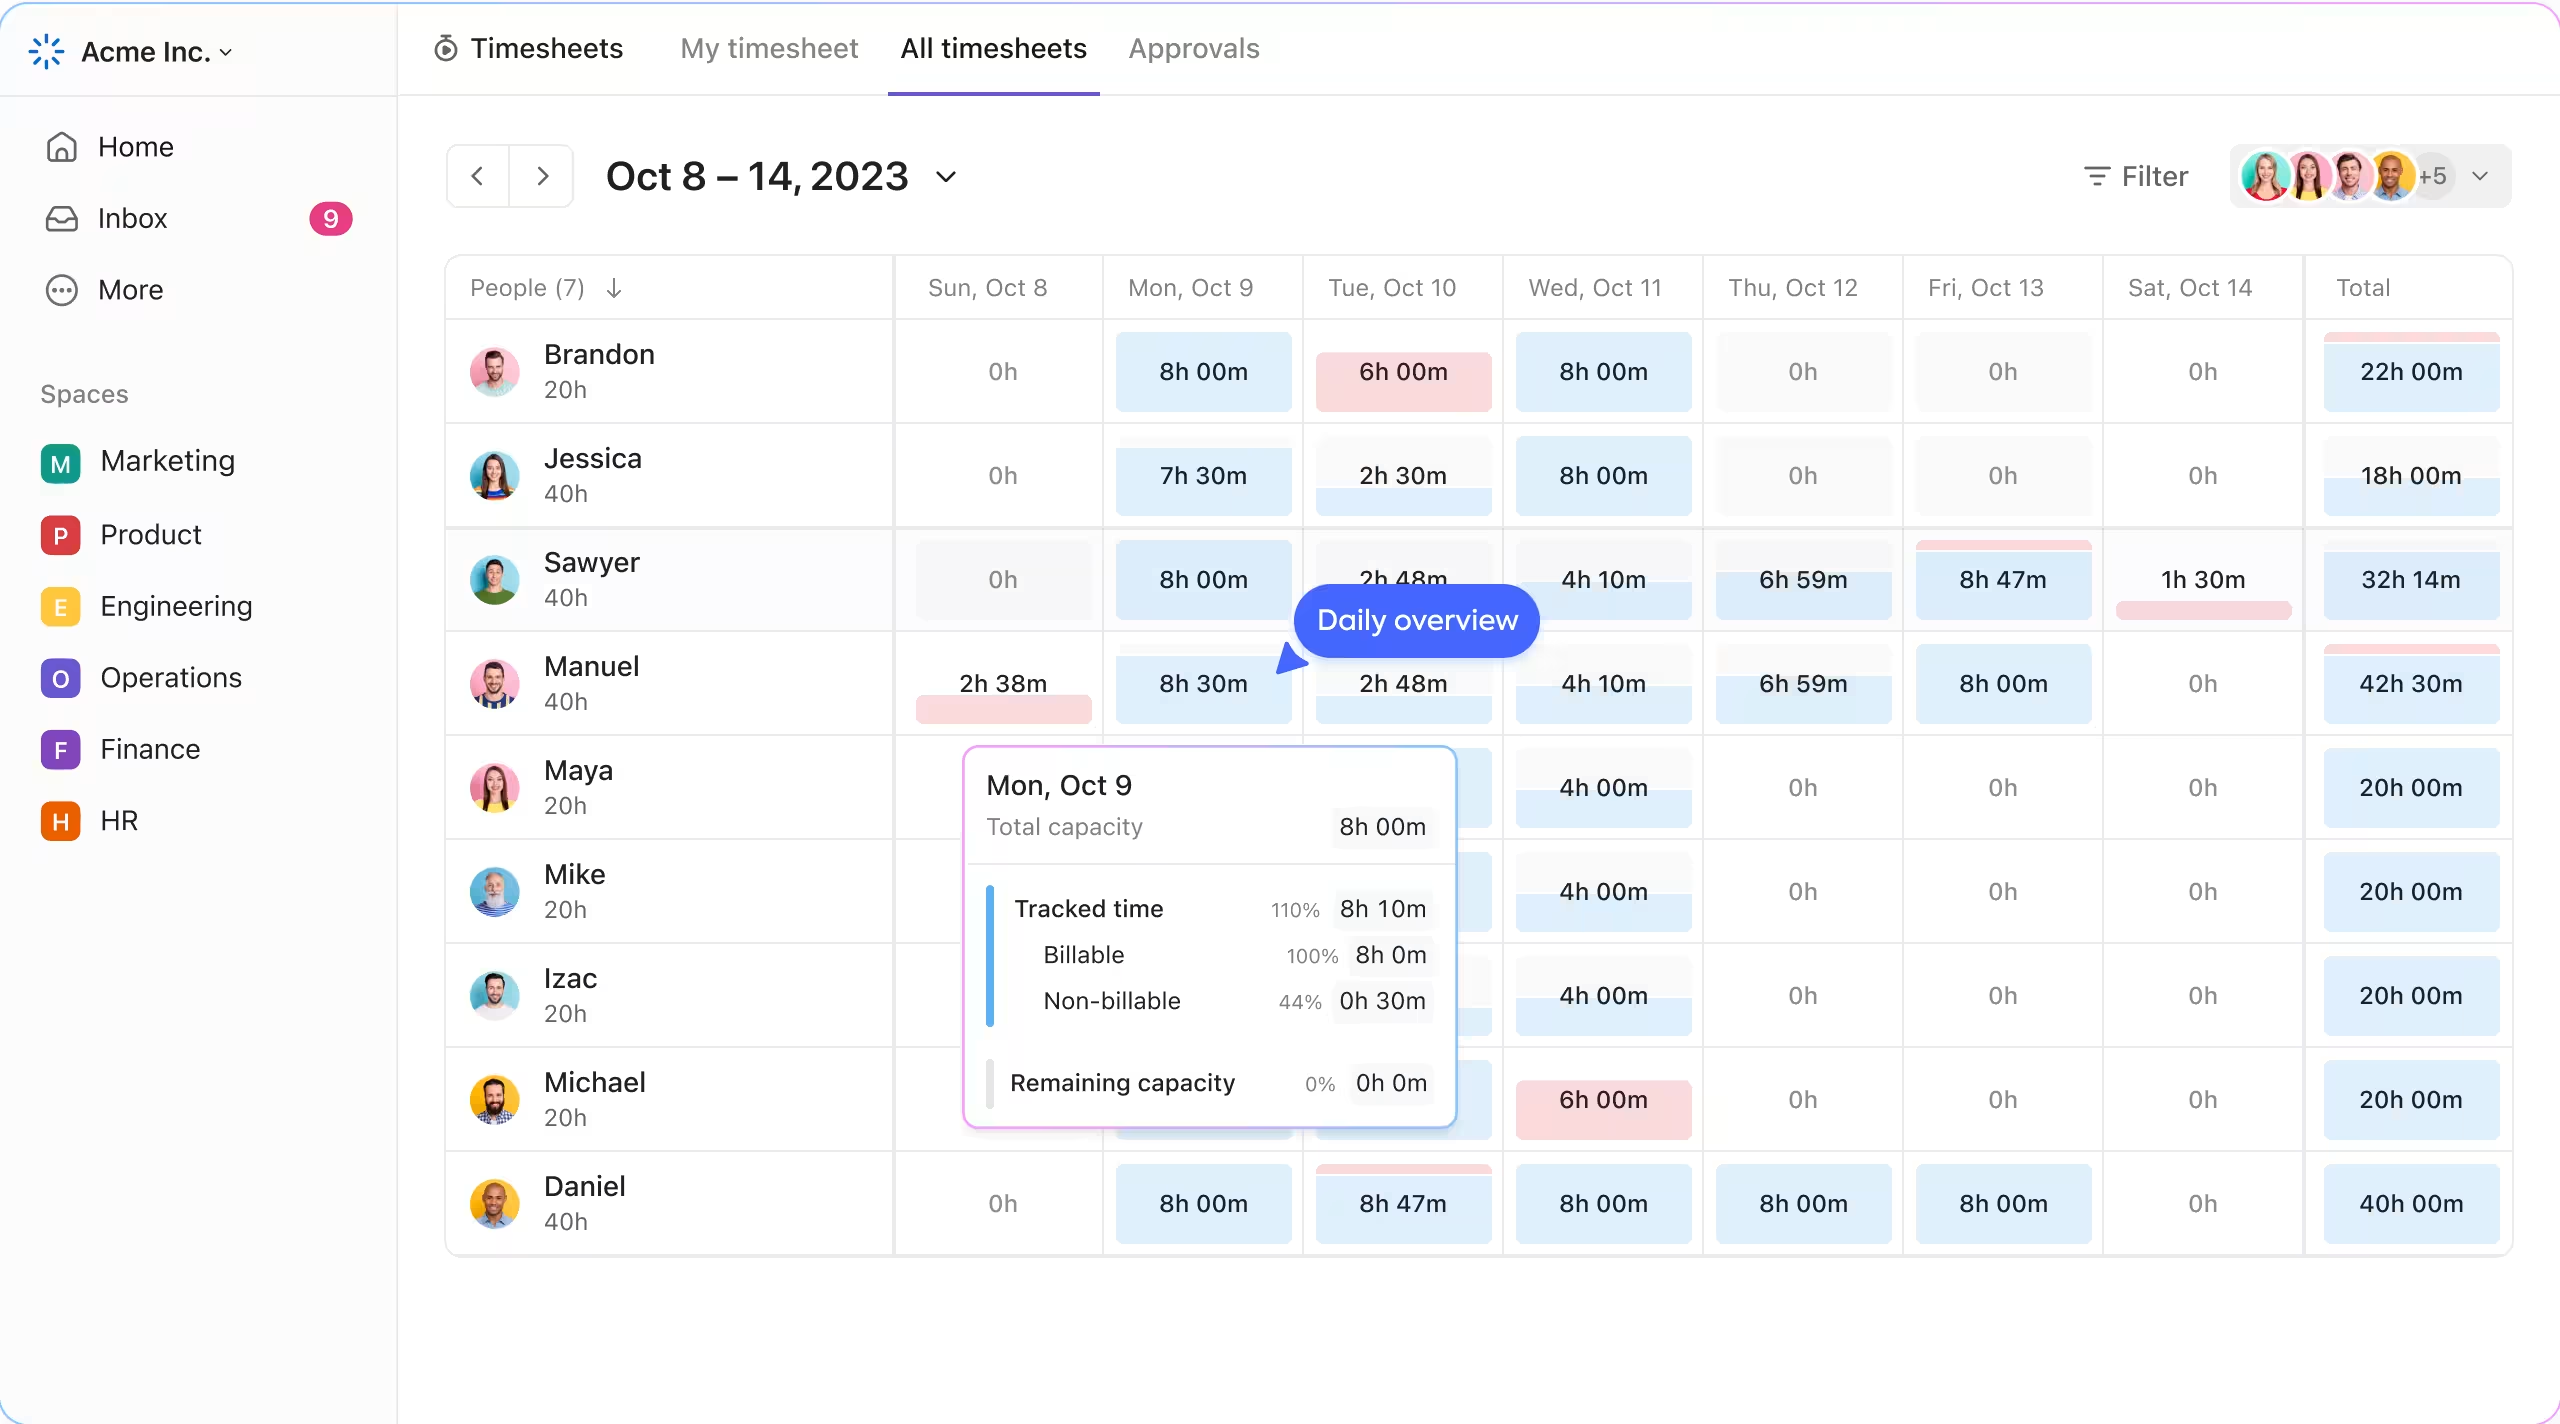 Acme Inc.
Timesheets My timesheet All timesheets Approvals
Home
Inbox 9
More
Spaces
M Marketing
P Product
E Engineering
O Operations
F Finance
H HR
Oct 8 – 14, 2023
Filter +5
People (7) Sun, Oct 8 Mon, Oct 9 Tue, Oct 10 Wed, Oct 11 Thu, Oct 12 Fri, Oct 13 Sat, Oct 14 Total
Brandon
20h
0h 8h 00m 6h 00m 8h 00m 0h 0h 0h 22h 00m
Jessica
40h
0h 7h 30m 2h 30m 8h 00m 0h 0h 0h 18h 00m
Sawyer
40h
0h 8h 00m 2h 48m 4h 10m 6h 59m 8h 47m 1h 30m 32h 14m
Daily overview
Manuel
40h
2h 38m 8h 30m 2h 48m 4h 10m 6h 59m 8h 00m 0h 42h 30m
Maya
20h
4h 00m 0h 0h 0h 20h 00m
Mike
20h
4h 00m 0h 0h 0h 20h 00m
Izac
20h
4h 00m 0h 0h 0h 20h 00m
Michael
20h
6h 00m 0h 0h 0h 20h 00m
Mon, Oct 9
Total capacity 8h 00m
Tracked time 110% 8h 10m
Billable 100% 8h 0m
Non-billable 44% 0h 30m
Remaining capacity 0% 0h 0m
Daniel
40h
0h 8h 00m 8h 47m 8h 00m 8h 00m 8h 00m 0h 40h 00m